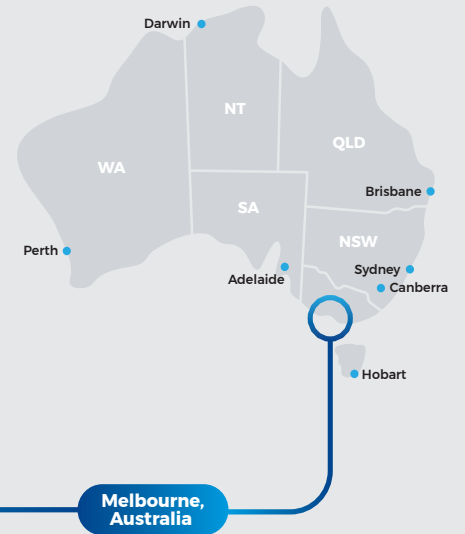 Darwin
NT
QLD
WA
Brisbane
SA
NSW
Perth
Sydney
Adelaide
Canberra
Hobart
Melbourne,
Australia